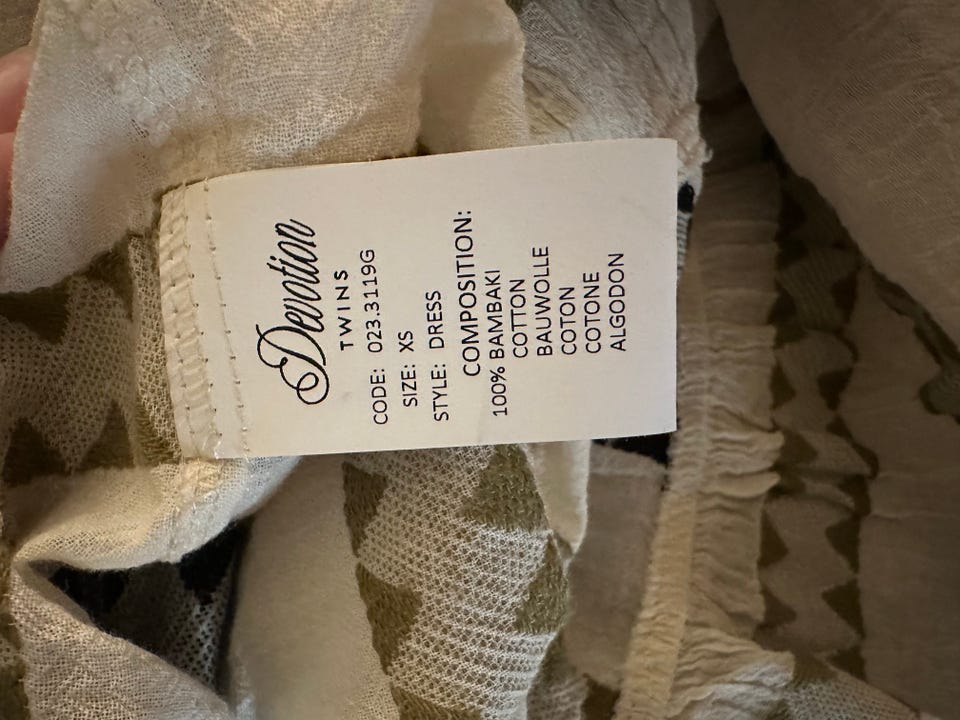 Devotion
TWINS
CODE: 023.3119G
SIZE: XS
STYLE: DRESS
COMPOSITION:
100% BAMBAKI
COTTON
BAUWOLLE
COTON
COTONE
ALGODON